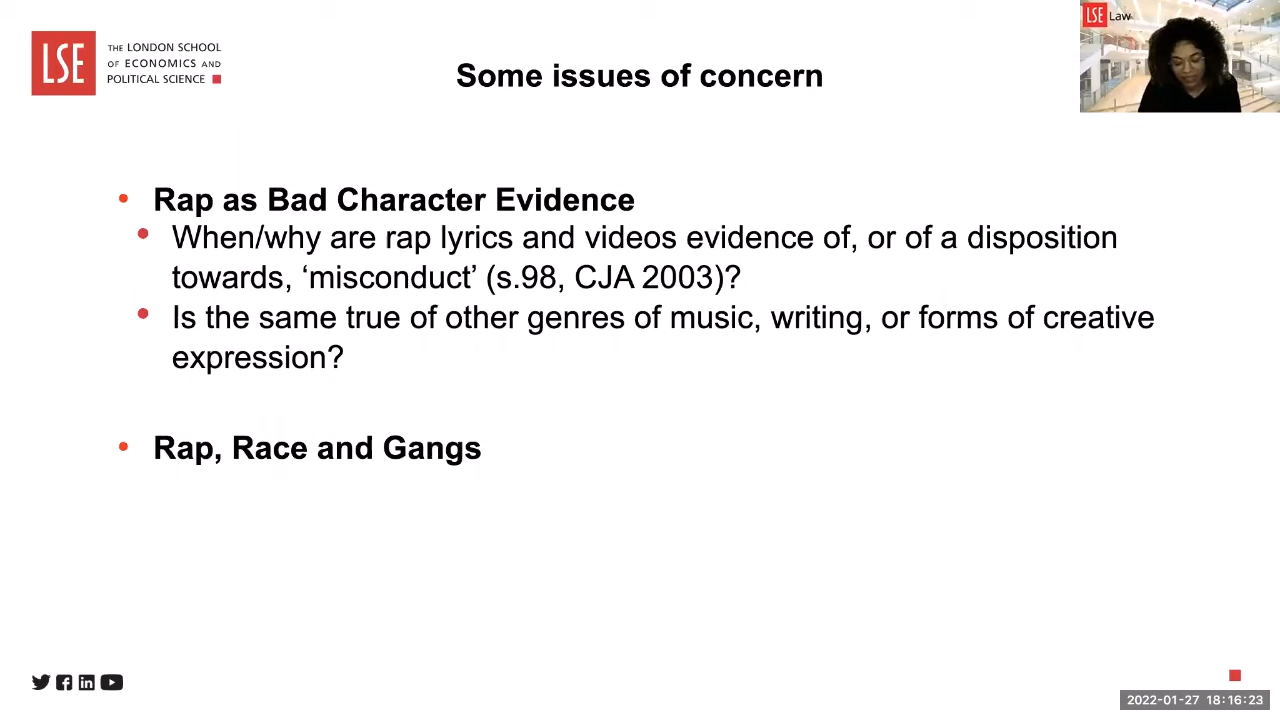 LSE
THE LONDON SCHOOL
OF ECONOMICS AND
POLITICAL SCIENCE
Some issues of concern
LSE Law
• Rap as Bad Character Evidence
• When/why are rap lyrics and videos evidence of, or of a disposition
towards, ‘misconduct’ (s.98, CJA 2003)?
• Is the same true of other genres of music, writing, or forms of creative
expression?
• Rap, Race and Gangs
2022-01-27 18:16:23